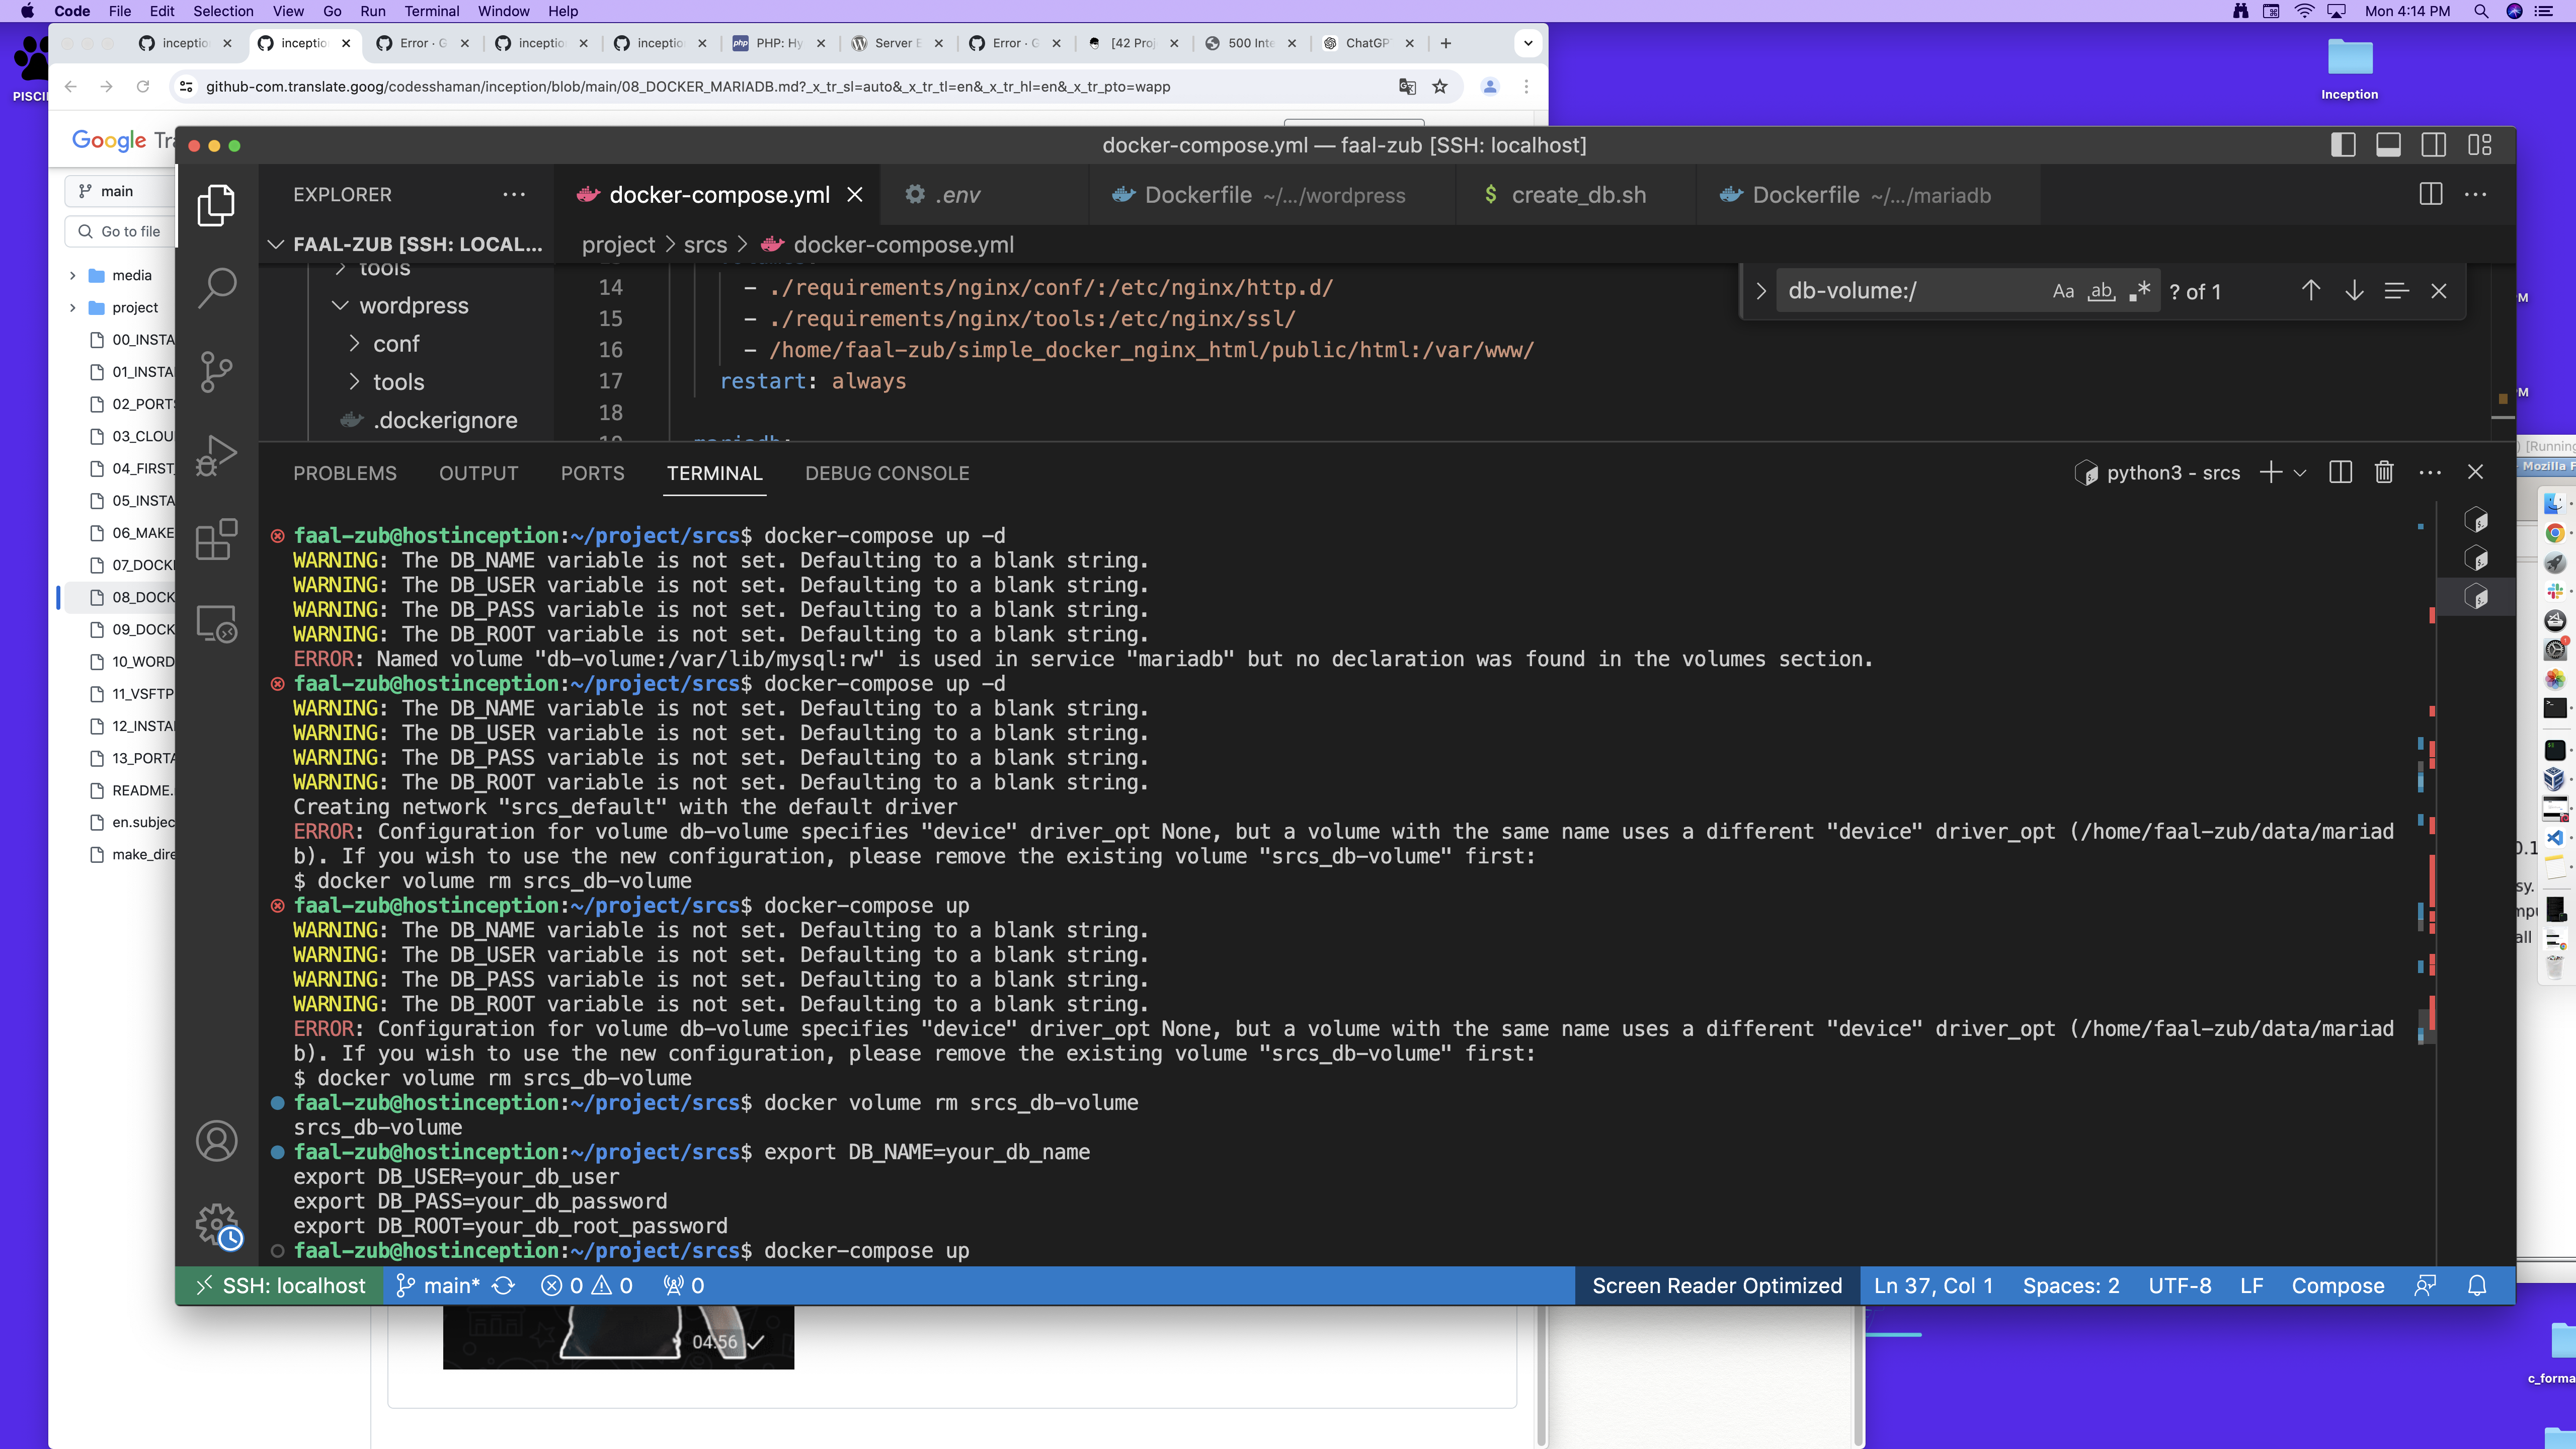 Code File Edit Selection View Go Run Terminal Window Help
Mon 4:14 PM
inceptio
inceptio
Error · G
inceptio
inceptio
php PHP: Hy
Server E
Error · G
[42 Proj
500 Inte
ChatGP
github-com.translate.goog/codesshaman/inception/blob/main/08_DOCKER_MARIADB.md?_x_tr_sl=auto&_x_tr_tl=en&_x_tr_hl=en&_x_tr_pto=wapp
PISCI
Inception
Google Tra
main
Go to file
media
project
00_INSTA
01_INSTA
02_PORTS
03_CLOU
04_FIRST
05_INSTA
06_MAKE
07_DOCKE
08_DOCK
09_DOCK
10_WORD
11_VSFTP
12_INSTA
13_PORTA
README.
en.subjec
make_dire
docker-compose.yml — faal-zub [SSH: localhost]
EXPLORER
docker-compose.yml
.env
Dockerfile ~/.../wordpress
create_db.sh
Dockerfile ~/.../mariadb
FAAL-ZUB [SSH: LOCAL...
project > srcs > docker-compose.yml
tools
wordpress
conf
tools
.dockerignore
14 - ./requirements/nginx/conf/:/etc/nginx/http.d/
15 - ./requirements/nginx/tools:/etc/nginx/ssl/
16 - /home/faal-zub/simple_docker_nginx_html/public/html:/var/www/
17 restart: always
18
19 mariadb:
db-volume:/ Aa ab .* ? of 1
PROBLEMS OUTPUT PORTS TERMINAL DEBUG CONSOLE
python3 - srcs
faal-zub@hostinception:~/project/srcs$ docker-compose up -d
WARNING: The DB_NAME variable is not set. Defaulting to a blank string.
WARNING: The DB_USER variable is not set. Defaulting to a blank string.
WARNING: The DB_PASS variable is not set. Defaulting to a blank string.
WARNING: The DB_ROOT variable is not set. Defaulting to a blank string.
ERROR: Named volume "db-volume:/var/lib/mysql:rw" is used in service "mariadb" but no declaration was found in the volumes section.
faal-zub@hostinception:~/project/srcs$ docker-compose up -d
WARNING: The DB_NAME variable is not set. Defaulting to a blank string.
WARNING: The DB_USER variable is not set. Defaulting to a blank string.
WARNING: The DB_PASS variable is not set. Defaulting to a blank string.
WARNING: The DB_ROOT variable is not set. Defaulting to a blank string.
Creating network "srcs_default" with the default driver
ERROR: Configuration for volume db-volume specifies "device" driver_opt None, but a volume with the same name uses a different "device" driver_opt (/home/faal-zub/data/mariad
b). If you wish to use the new configuration, please remove the existing volume "srcs_db-volume" first:
$ docker volume rm srcs_db-volume
faal-zub@hostinception:~/project/srcs$ docker-compose up
WARNING: The DB_NAME variable is not set. Defaulting to a blank string.
WARNING: The DB_USER variable is not set. Defaulting to a blank string.
WARNING: The DB_PASS variable is not set. Defaulting to a blank string.
WARNING: The DB_ROOT variable is not set. Defaulting to a blank string.
ERROR: Configuration for volume db-volume specifies "device" driver_opt None, but a volume with the same name uses a different "device" driver_opt (/home/faal-zub/data/mariad
b). If you wish to use the new configuration, please remove the existing volume "srcs_db-volume" first:
$ docker volume rm srcs_db-volume
faal-zub@hostinception:~/project/srcs$ docker volume rm srcs_db-volume
srcs_db-volume
faal-zub@hostinception:~/project/srcs$ export DB_NAME=your_db_name
export DB_USER=your_db_user
export DB_PASS=your_db_password
export DB_ROOT=your_db_root_password
faal-zub@hostinception:~/project/srcs$ docker-compose up
SSH: localhost main* 0 0 0
Screen Reader Optimized Ln 37, Col 1 Spaces: 2 UTF-8 LF Compose
04:56
) [Running
Mozilla F
0.1
sy.
mpu
all
c_forma